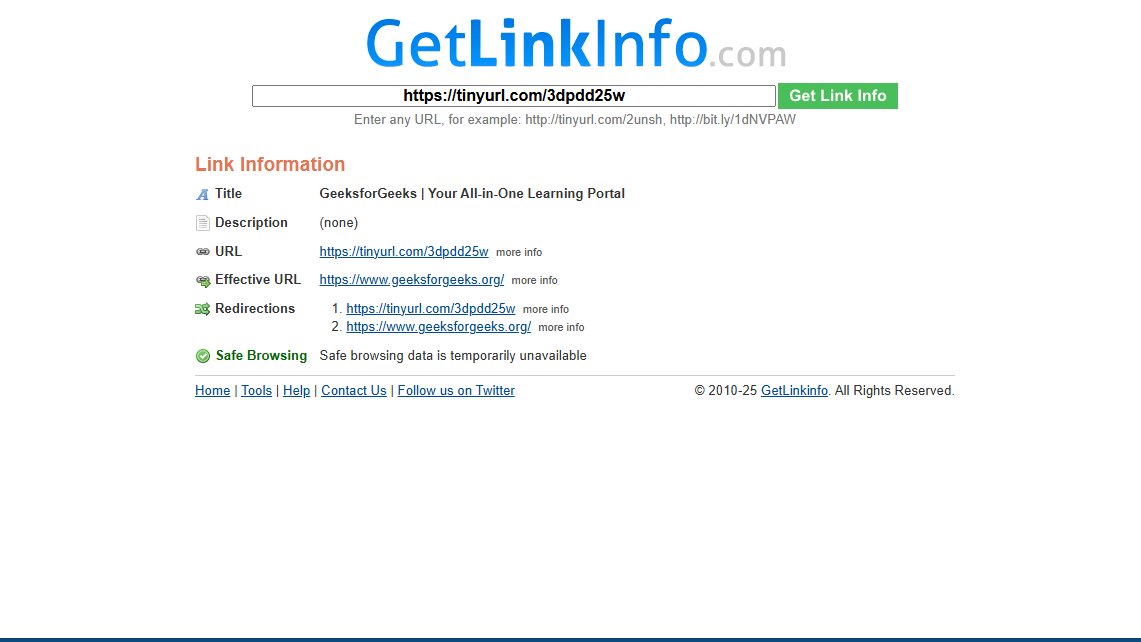 GetLinkInfo.com
https://tinyurl.com/3dpdd25w Get Link Info
Enter any URL, for example: http://tinyurl.com/2unsh, http://bit.ly/1dNVPAW
Link Information
Title GeeksforGeeks | Your All-in-One Learning Portal
Description (none)
URL https://tinyurl.com/3dpdd25w more info
Effective URL https://www.geeksforgeeks.org/ more info
Redirections 1. https://tinyurl.com/3dpdd25w more info
2. https://www.geeksforgeeks.org/ more info
Safe Browsing Safe browsing data is temporarily unavailable
Home | Tools | Help | Contact Us | Follow us on Twitter © 2010-25 GetLinkinfo. All Rights Reserved.